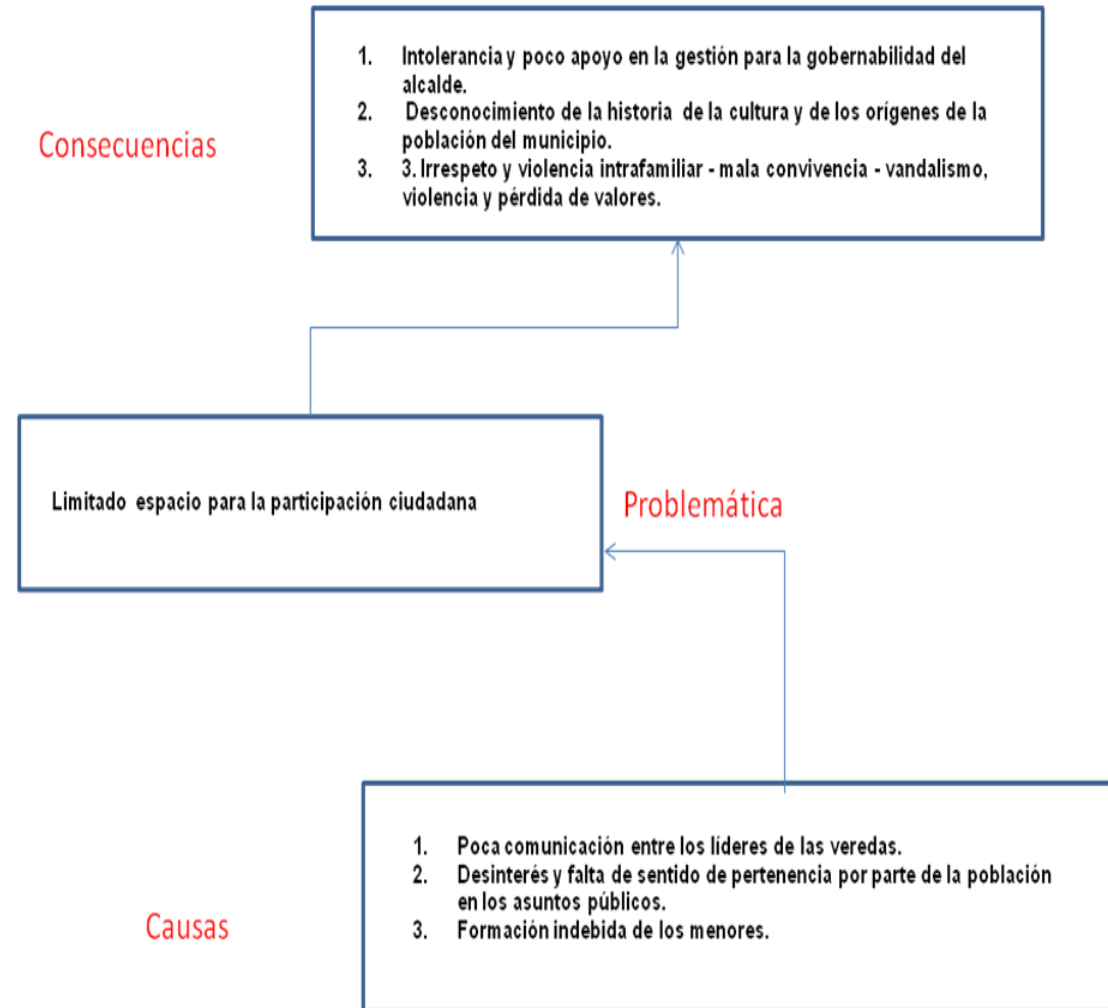 1. Intolerancia y poco apoyo en la gestión para la gobernabilidad del
alcalde.
2. Desconocimiento de la historia de la cultura y de los orígenes de la
población del municipio.
3. 3. Irrespeto y violencia intrafamiliar - mala convivencia - vandalismo,
violencia y pérdida de valores.
Consecuencias
Limitado espacio para la participación ciudadana
Problemática
1. Poca comunicación entre los líderes de las veredas.
2. Desinterés y falta de sentido de pertenencia por parte de la población
en los asuntos públicos.
3. Formación indebida de los menores.
Causas